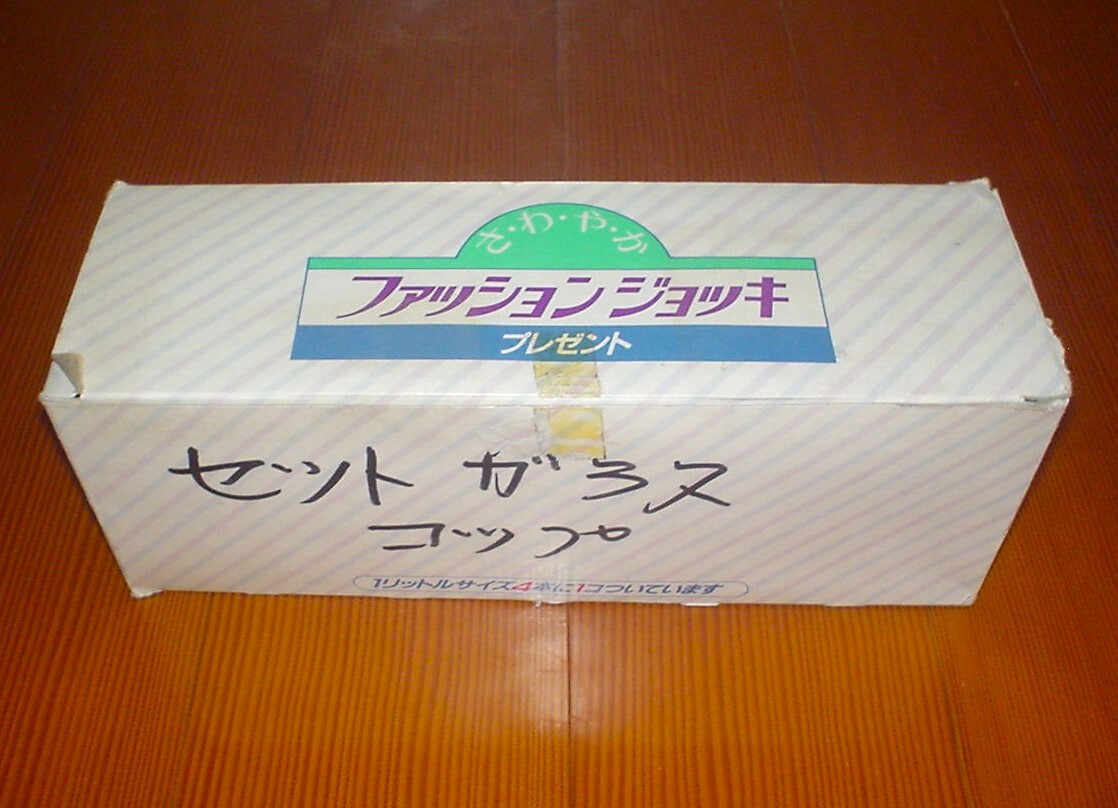 さ・わ・や・か
ファッションジョッキ
プレゼント
セット ガラス
コップ
1リットルサイズ4本に1コついています